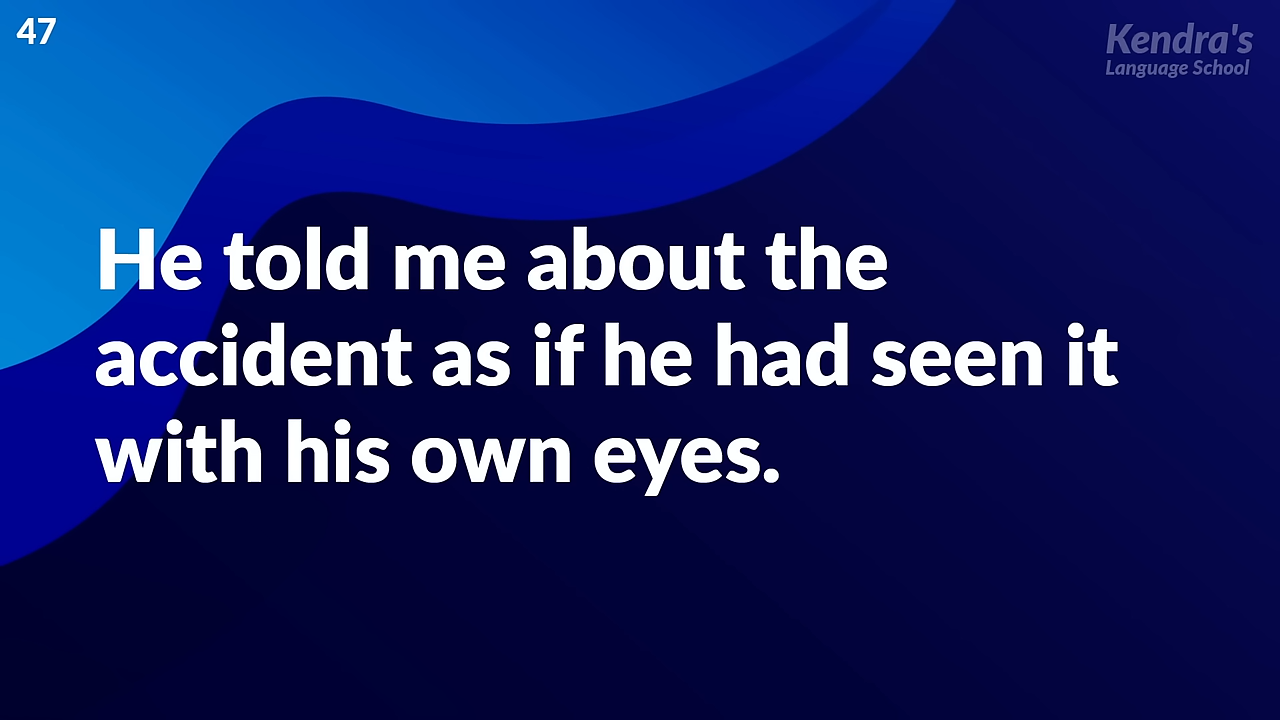 47
Kendra's
Language School
He told me about the
accident as if he had seen it
with his own eyes.